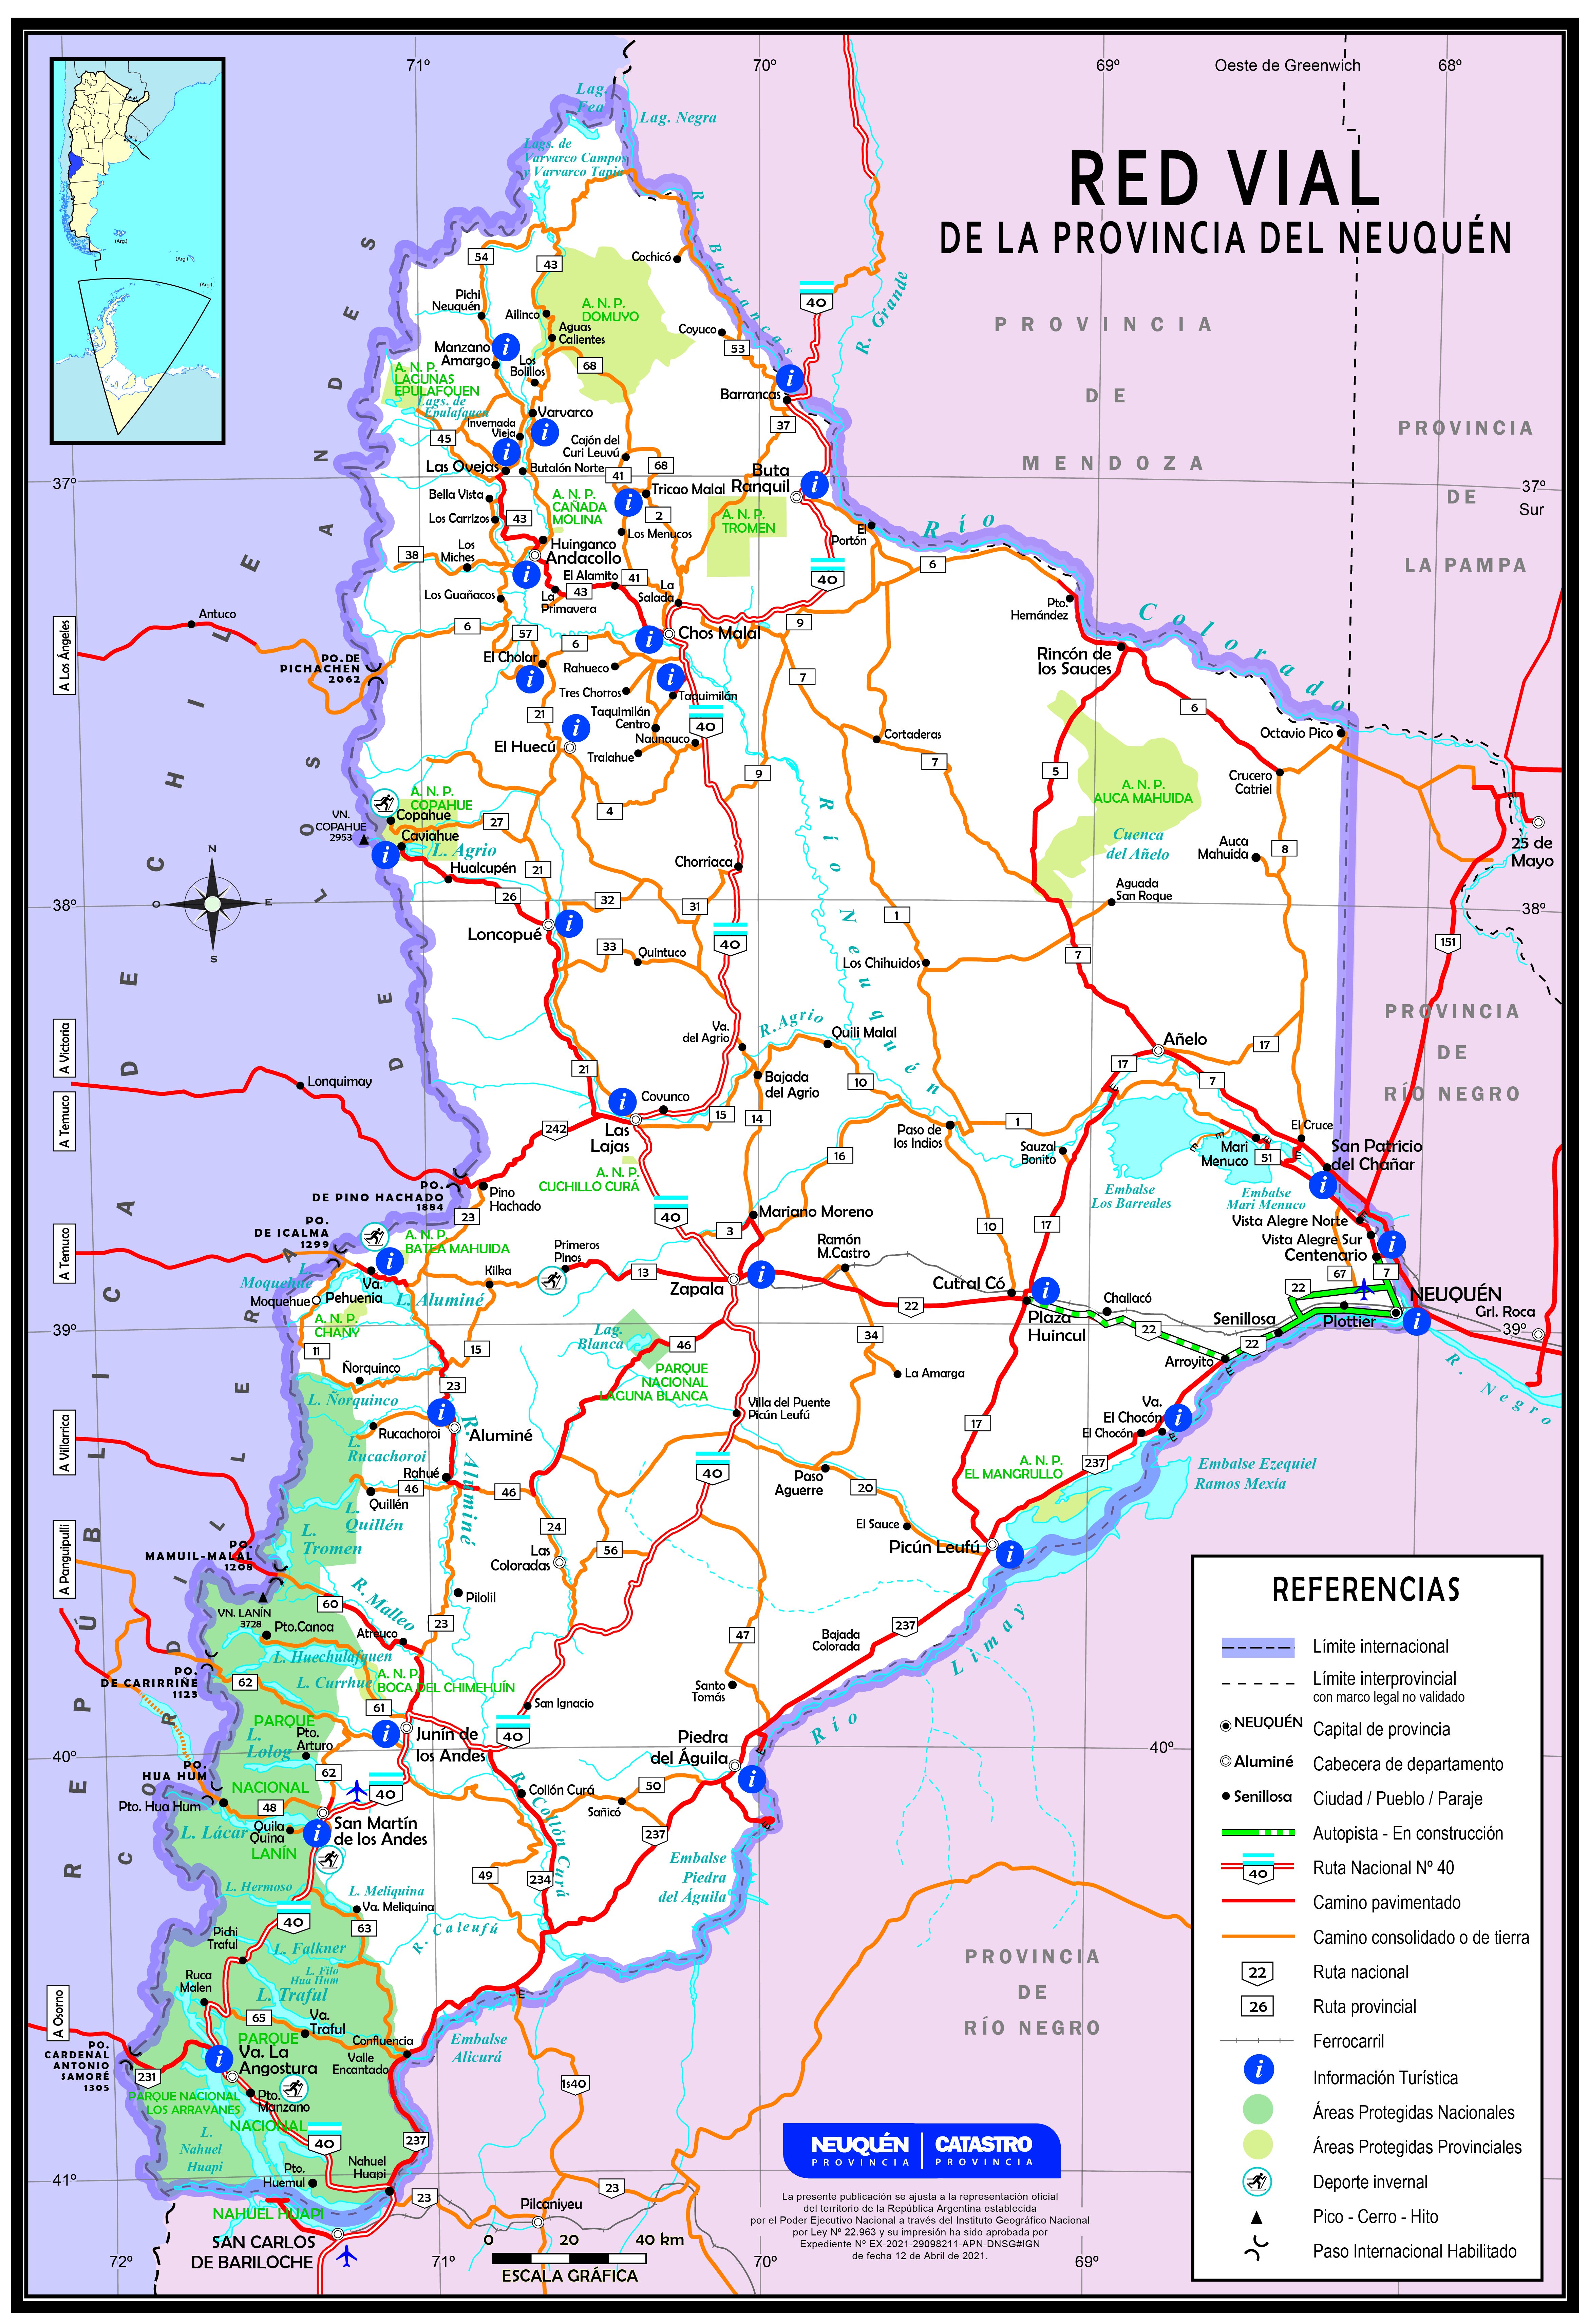 RED VIAL
DE LA PROVINCIA DEL NEUQUÉN
71º
70º
69º
Oeste de Greenwich
68º
(Arg.)
(Arg.)
(Arg.)
(Arg.)
(Arg.)
Lag.
Fea
Lag. Negra
Lags. de
Varvarco Campos
y Varvarco Tapia
R. Barrancas
R. Grande
54
43
Cochicó
Pichi
Neuquén
Ailinco
Aguas
Calientes
A. N. P.
DOMUYO
40
Coyuco
53
Manzano
Amargo
Los
Bolillos
68
A. N. P.
LAGUNAS
EPULAFQUEN
Lags. de
Epulafquen
Barrancas
37
Varvarco
Invernada
Vieja
45
Cajón del
Curi Leuvú
Las Ovejas
Butalón Norte
68
41
Buta
Ranquil
Tricao Malal
Bella Vista
Los Carrizos
43
A. N. P.
CAÑADA
MOLINA
2
Los Menucos
A. N. P.
TROMEN
El
Portón
38
Los
Miches
Huinganco
Andacollo
El Alamito
41
43
La
Primavera
La
Salada
40
6
Los Guañacos
Pto.
Hernández
6
57
6
Chos Malal
9
El Cholar
Rahueco
Tres Chorros
Taquimilán
Taquimilán
Centro
Naunauco
Tralahue
21
El Huecú
40
7
Cortaderas
7
9
Rincón de
los Sauces
6
Octavio Pico
Crucero
Catriel
5
A. N. P.
AUCA MAHUIDA
Cuenca
del Añelo
Auca
Mahuida
8
Aguada
San Roque
PROVINCIA
DE
MENDOZA
PROVINCIA
DE
LA PAMPA
37º
37º
Sur
38º
38º
Río Colorado
25 de
Mayo
151
PROVINCIA
DE
RÍO NEGRO
A Los Ángeles
Antuco
PO. DE
PICHACHEN
2062
REPÚBLICA DE CHILE
CORDILLERA DE LOS ANDES
N
O
E
S
VN.
COPAHUE
2953
A. N. P.
COPAHUE
Copahue
Caviahue
L. Agrio
27
4
Hualcupén
21
26
Chorriaca
32
31
Loncopué
40
33
Quintuco
1
Los Chihuidos
7
Río Neuquén
Va.
del Agrio
R. Agrio
Quili Malal
Añelo
17
17
7
21
Bajada
del Agrio
10
Covunco
15
14
Las
Lajas
242
Paso de
los Indios
1
Sauzal
Bonito
16
El Cruce
Mari
Menuco
51
San Patricio
del Chañar
Embalse
Los Barreales
Embalse
Mari Menuco
Vista Alegre Norte
Vista Alegre Sur
Centenario
67
7
22
NEUQUÉN
Plottier
Senillosa
Grl. Roca
39º
A Victoria
A Temuco
Lonquimay
PO.
DE PINO HACHADO
1884
Pino
Hachado
23
A. N. P.
CUCHILLO CURÁ
40
Mariano Moreno
3
PO.
DE ICALMA
1299
A Temuco
A. N. P.
BATEA MAHUIDA
L.
Moquehue
Va.
Pehuenia
Moquehue
L. Aluminé
Kilka
Primeros
Pinos
13
Zapala
Ramón
M.Castro
22
Cutral Có
10
17
Plaza
Huincul
Challacó
22
Arroyito
22
39º
A. N. P.
CHANY
11
15
Lag.
Blanca
46
34
La Amarga
Ñorquinco
23
L. Ñorquinco
PARQUE
NACIONAL
LAGUNA BLANCA
Villa del Puente
Picún Leufú
17
Va.
El Chocón
El Chocón
R. Negro
A Villarrica
Rucachoroi
Aluminé
L.
Rucachoroi
R. Aluminé
Rahué
46
46
Quillén
L.
Quillén
40
Paso
Aguerre
20
A. N. P.
EL MANGRULLO
237
Embalse Ezequiel
Ramos Mexía
L.
Tromen
24
56
Las
Coloradas
El Sauce
Picún Leufú
A Panguipulli
PO.
MAMUIL-MALAL
1208
VN. LANÍN
3728
60
R. Malleo
Pilolil
23
Pto.Canoa
Atreuco
L. Huechulafquen
L. Currhue
A. N. P.
BOCA DEL CHIMEHUÍN
PO.
DE CARIRRIÑE
1123
62
61
San Ignacio
47
Bajada
Colorada
237
Santo
Tomás
Río Limay
PARQUE
Pto.
Arturo
L.
Lolog
Junín de
los Andes
40
Piedra
del Águila
40º
40º
PO.
HUA HUM
62
NACIONAL
Pto. Hua Hum
48
40
Quila
Quina
L. Lácar
LANÍN
San Martín
de los Andes
Collón Curá
Sañicó
50
237
R. Collón Curá
Embalse
Piedra
del Águila
49
234
L. Hermoso
L. Meliquina
Va. Meliquina
40
63
R. Caleufú
Pichi
Traful
L. Falkner
L. Filo
Hua Hum
Ruca
Malen
L. Traful
65
Va.
Traful
A Osorno
PARQUE
Confluencia
Valle
Encantado
Embalse
Alicurá
PO.
CARDENAL
ANTONIO
SAMORÉ
1305
231
Va. La
Angostura
PARQUE NACIONAL
LOS ARRAYANES
Pto.
Manzano
NACIONAL
1s40
L.
Nahuel
Huapi
40
237
Pto.
Huemul
Nahuel
Huapi
41º
NAHUEL HUAPI
23
23
Pilcaniyeu
SAN CARLOS
DE BARILOCHE
0 20 40 km
ESCALA GRÁFICA
72º
71º
70º
69º
PROVINCIA
DE
RÍO NEGRO
NEUQUÉN
PROVINCIA
CATASTRO
PROVINCIA
La presente publicación se ajusta a la representación oficial
del territorio de la República Argentina establecida
por el Poder Ejecutivo Nacional a través del Instituto Geográfico Nacional
por Ley Nº 22.963 y su impresión ha sido aprobada por
Expediente Nº EX-2021-29098211-APN-DNSG#IGN
de fecha 12 de Abril de 2021.
REFERENCIAS
Límite internacional
Límite interprovincial
con marco legal no validado
NEUQUÉN Capital de provincia
Aluminé Cabecera de departamento
Senillosa Ciudad / Pueblo / Paraje
Autopista - En construcción
40 Ruta Nacional Nº 40
Camino pavimentado
Camino consolidado o de tierra
22 Ruta nacional
26 Ruta provincial
Ferrocarril
i Información Turística
Áreas Protegidas Nacionales
Áreas Protegidas Provinciales
Deporte invernal
Pico - Cerro - Hito
Paso Internacional Habilitado